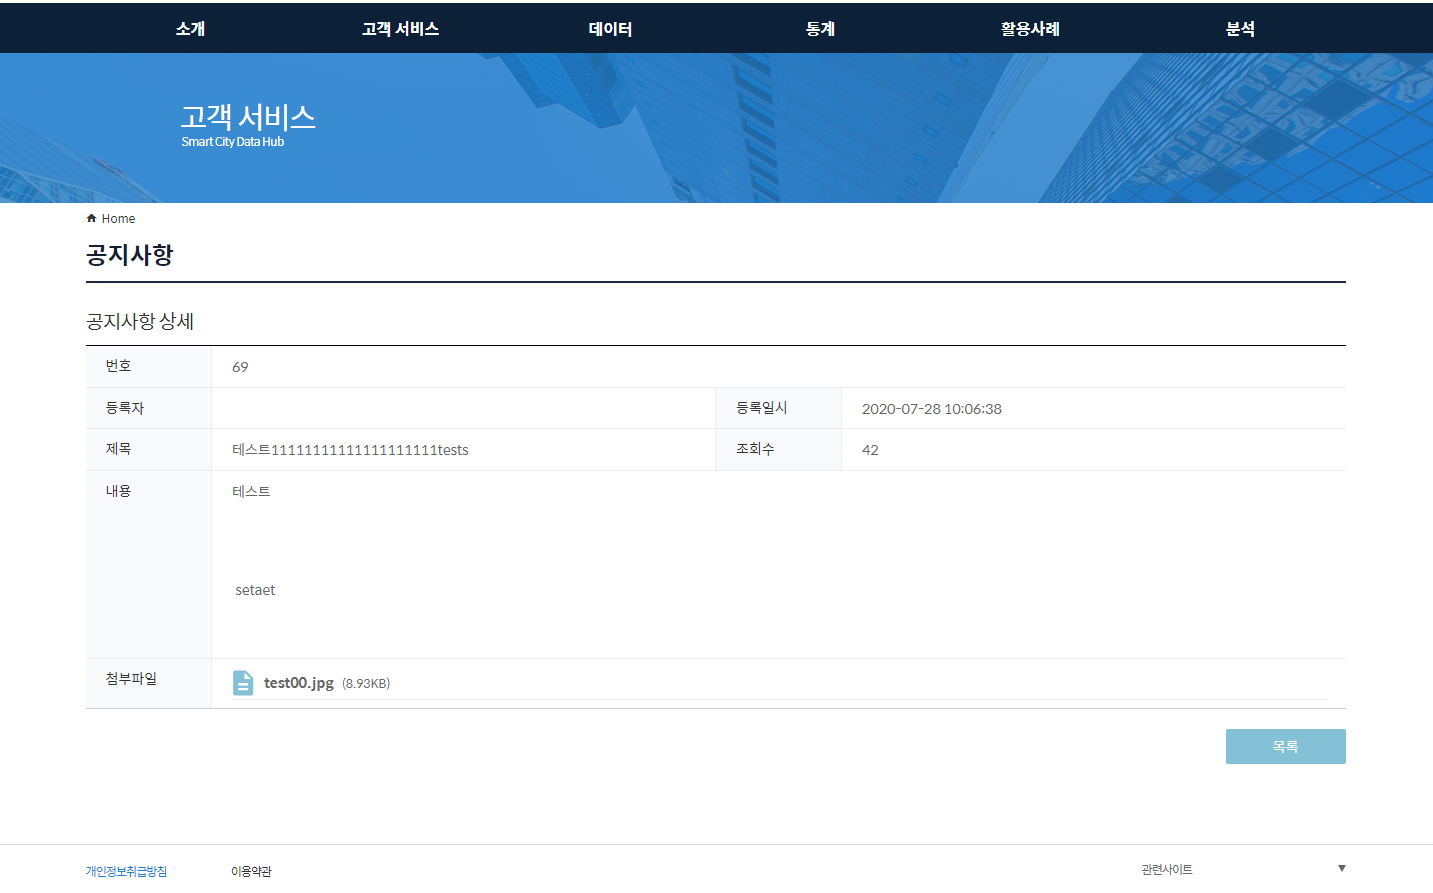 소개 고객 서비스 데이터 통계 활용사례 분석
고객 서비스
Smart City Data Hub
Home
공지사항
공지사항 상세
번호 69
등록자 등록일시 2020-07-28 10:06:38
제목 테스트11111111111111111111tests 조회수 42
내용 테스트
setaet
첨부파일 test00.jpg (8.93KB)
목록
개인정보취급방침 이용약관 관련사이트 ▼